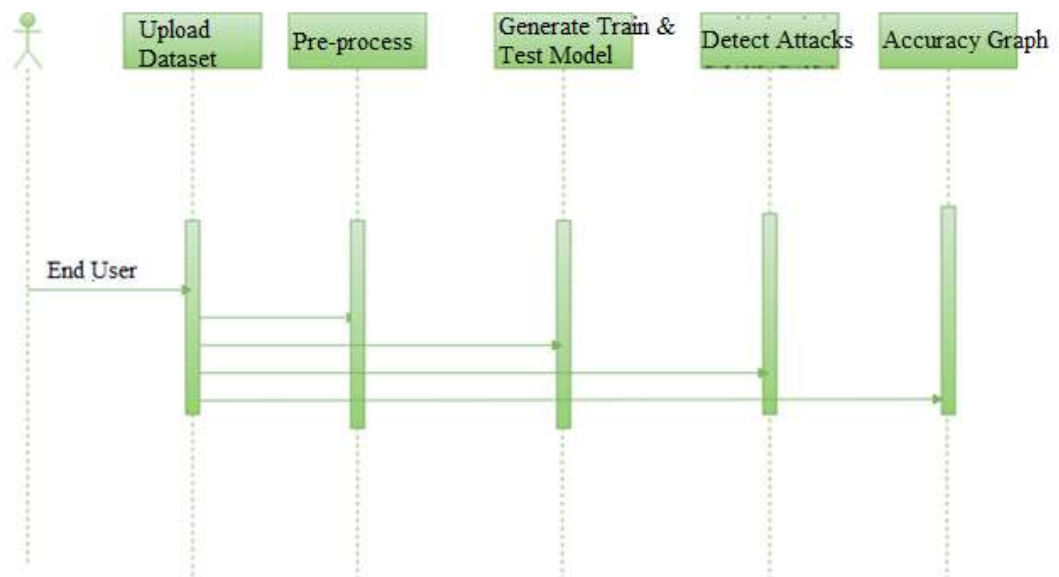 Upload
Dataset
Pre-process
Generate Train &
Test Model
Detect Attacks
Accuracy Graph
End User